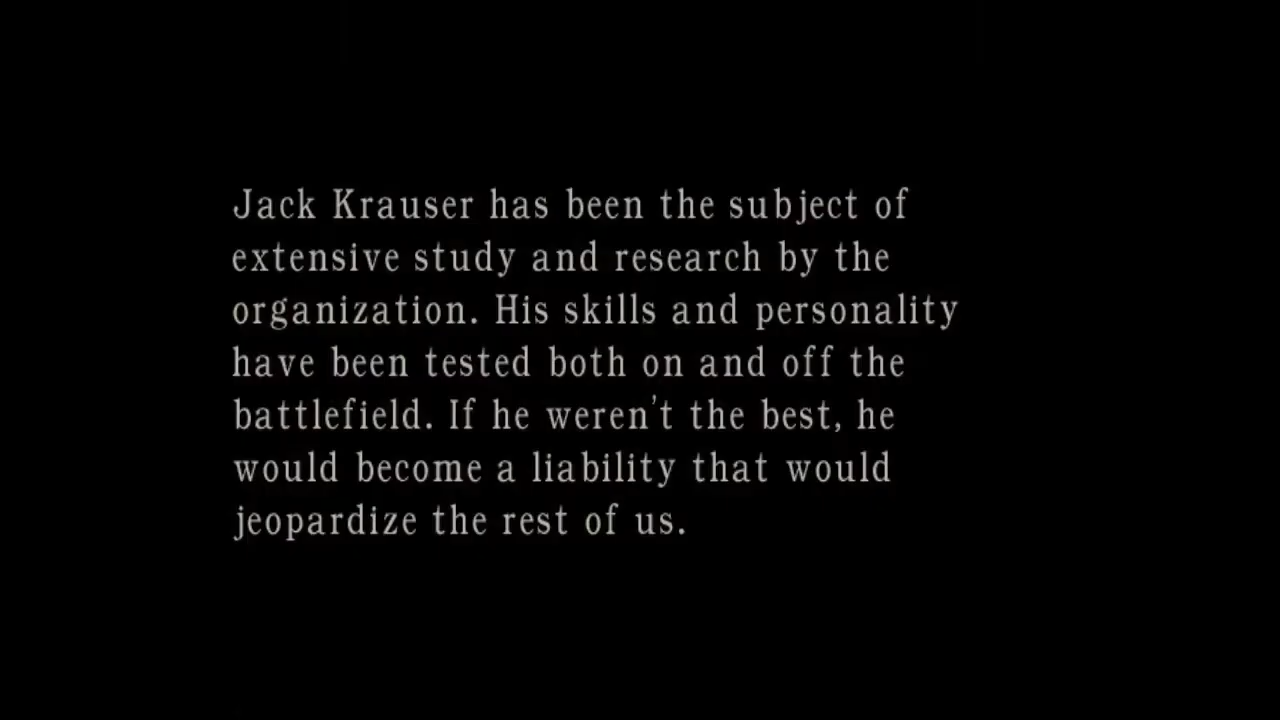 Jack Krauser has been the subject of
extensive study and research by the
organization. His skills and personality
have been tested both on and off the
battlefield. If he weren't the best, he
would become a liability that would
jeopardize the rest of us.